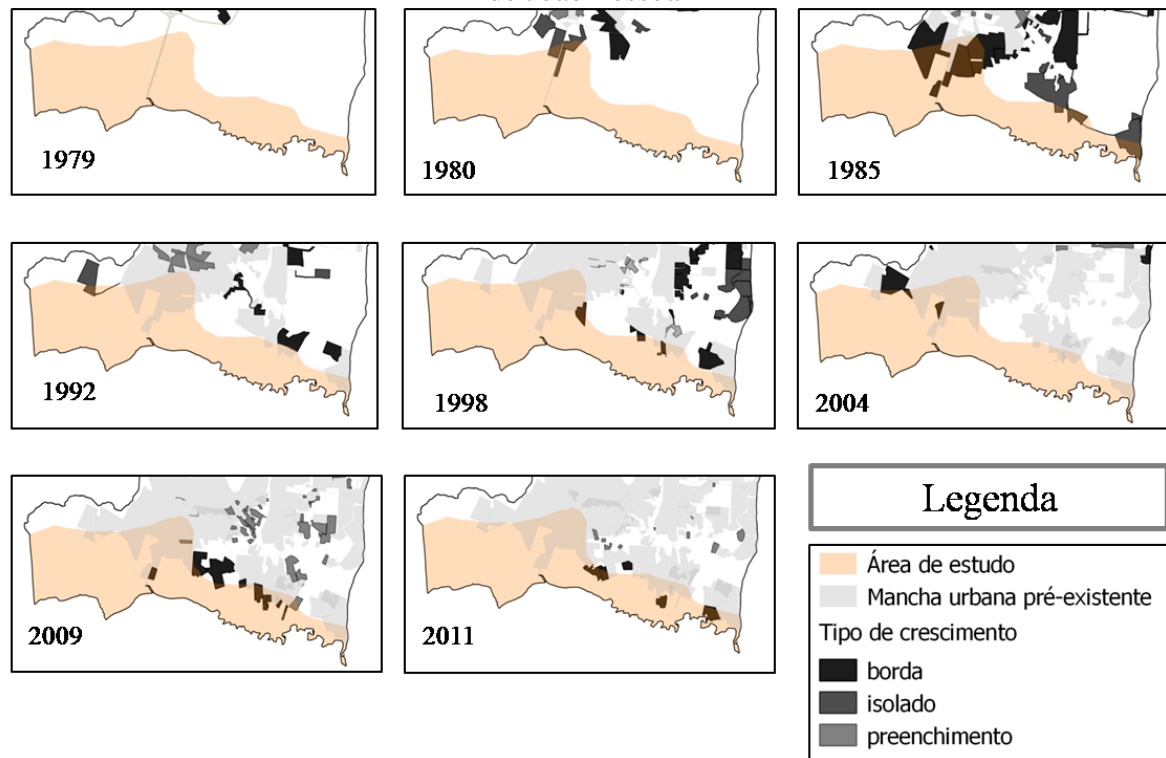 1979
1980
1985
1992
1998
2004
2009
2011
Legenda
Área de estudo
Mancha urbana pré-existente
Tipo de crescimento
borda
isolado
preenchimento